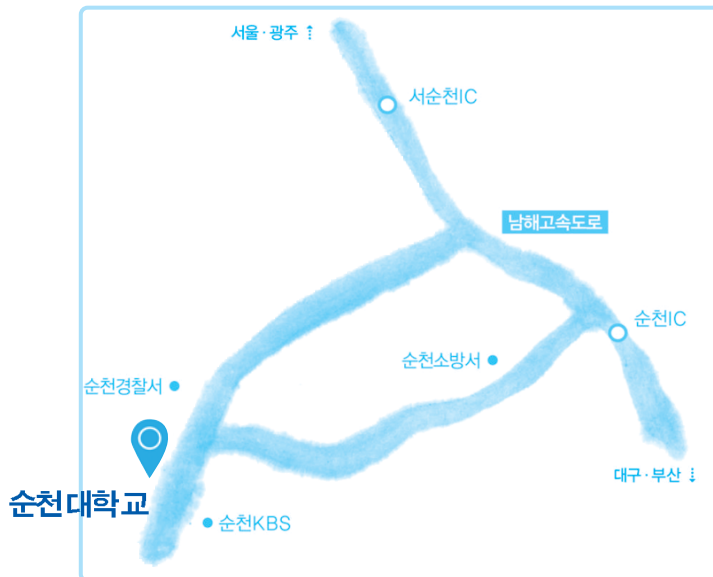 서울·광주 ⇡
서순천IC
남해고속도로
순천IC
순천소방서
순천경찰서
대구·부산 ⇣
순천대학교
순천KBS